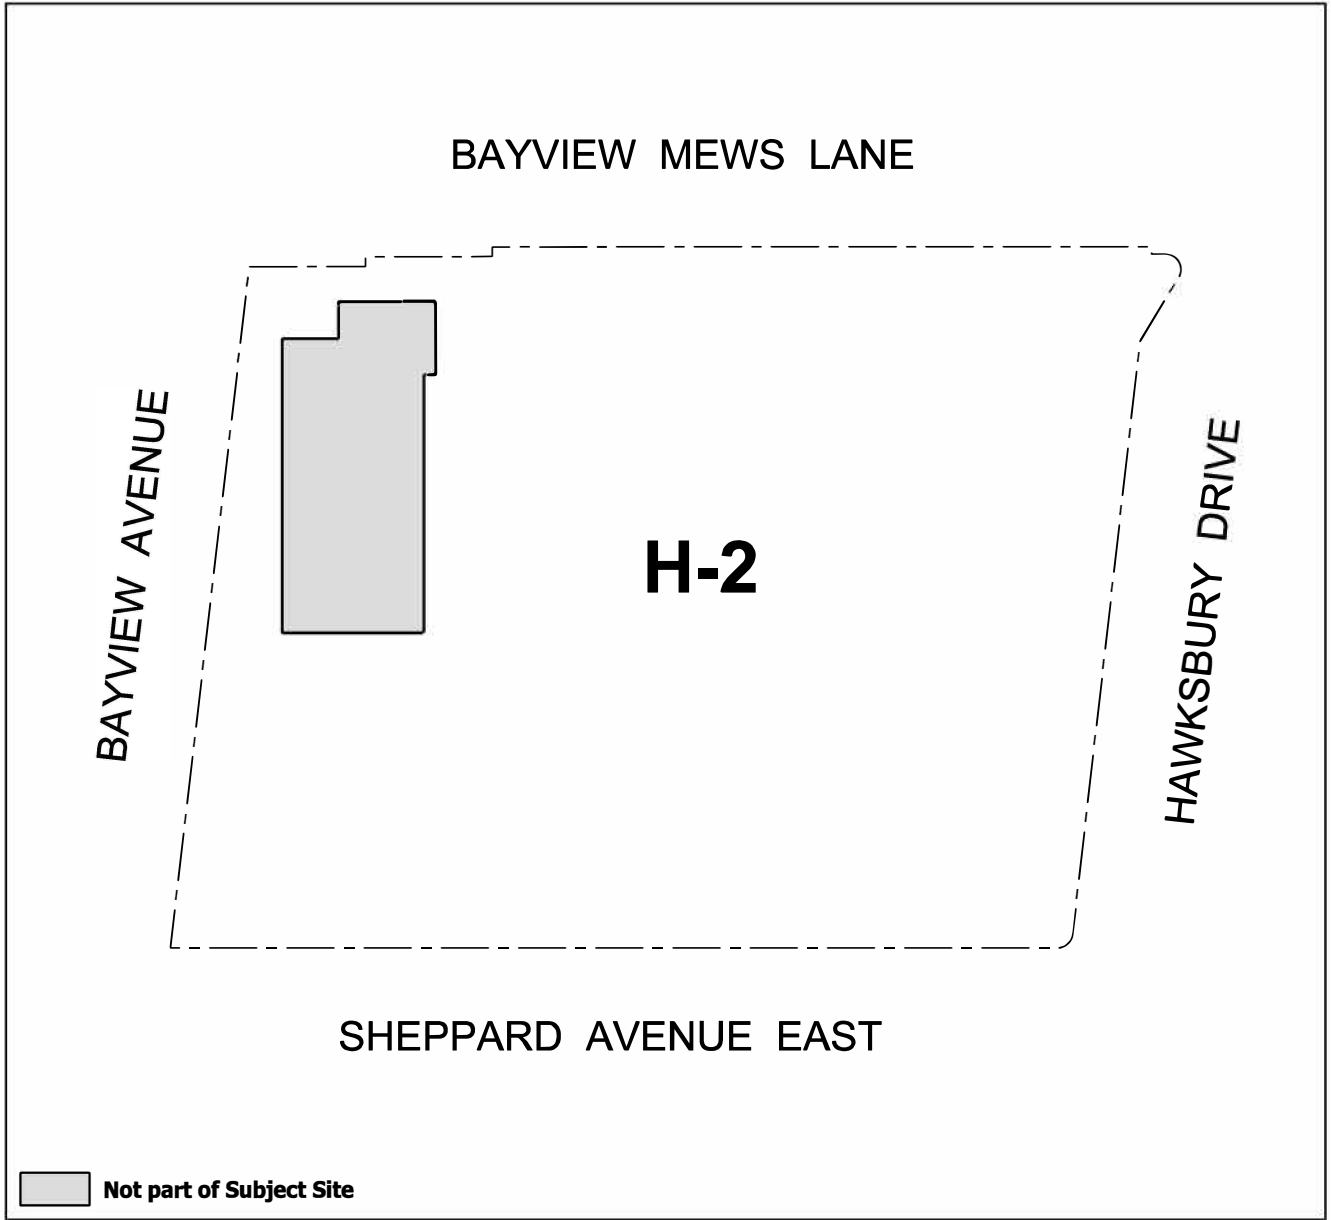 BAYVIEW MEWS LANE
BAYVIEW AVENUE
H-2
HAWKSBURY DRIVE
SHEPPARD AVENUE EAST
Not part of Subject Site